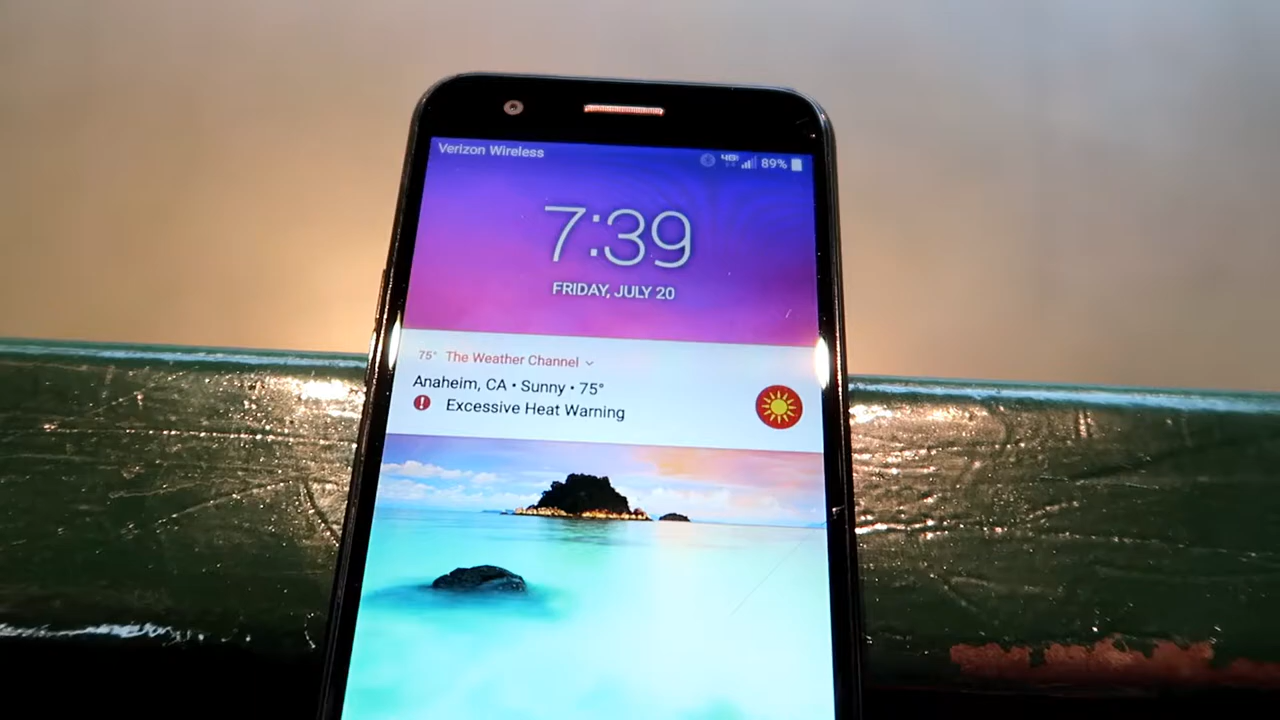 Verizon Wireless
4G 89%
7:39
FRIDAY, JULY 20
75° The Weather Channel
Anaheim, CA • Sunny • 75°
Excessive Heat Warning